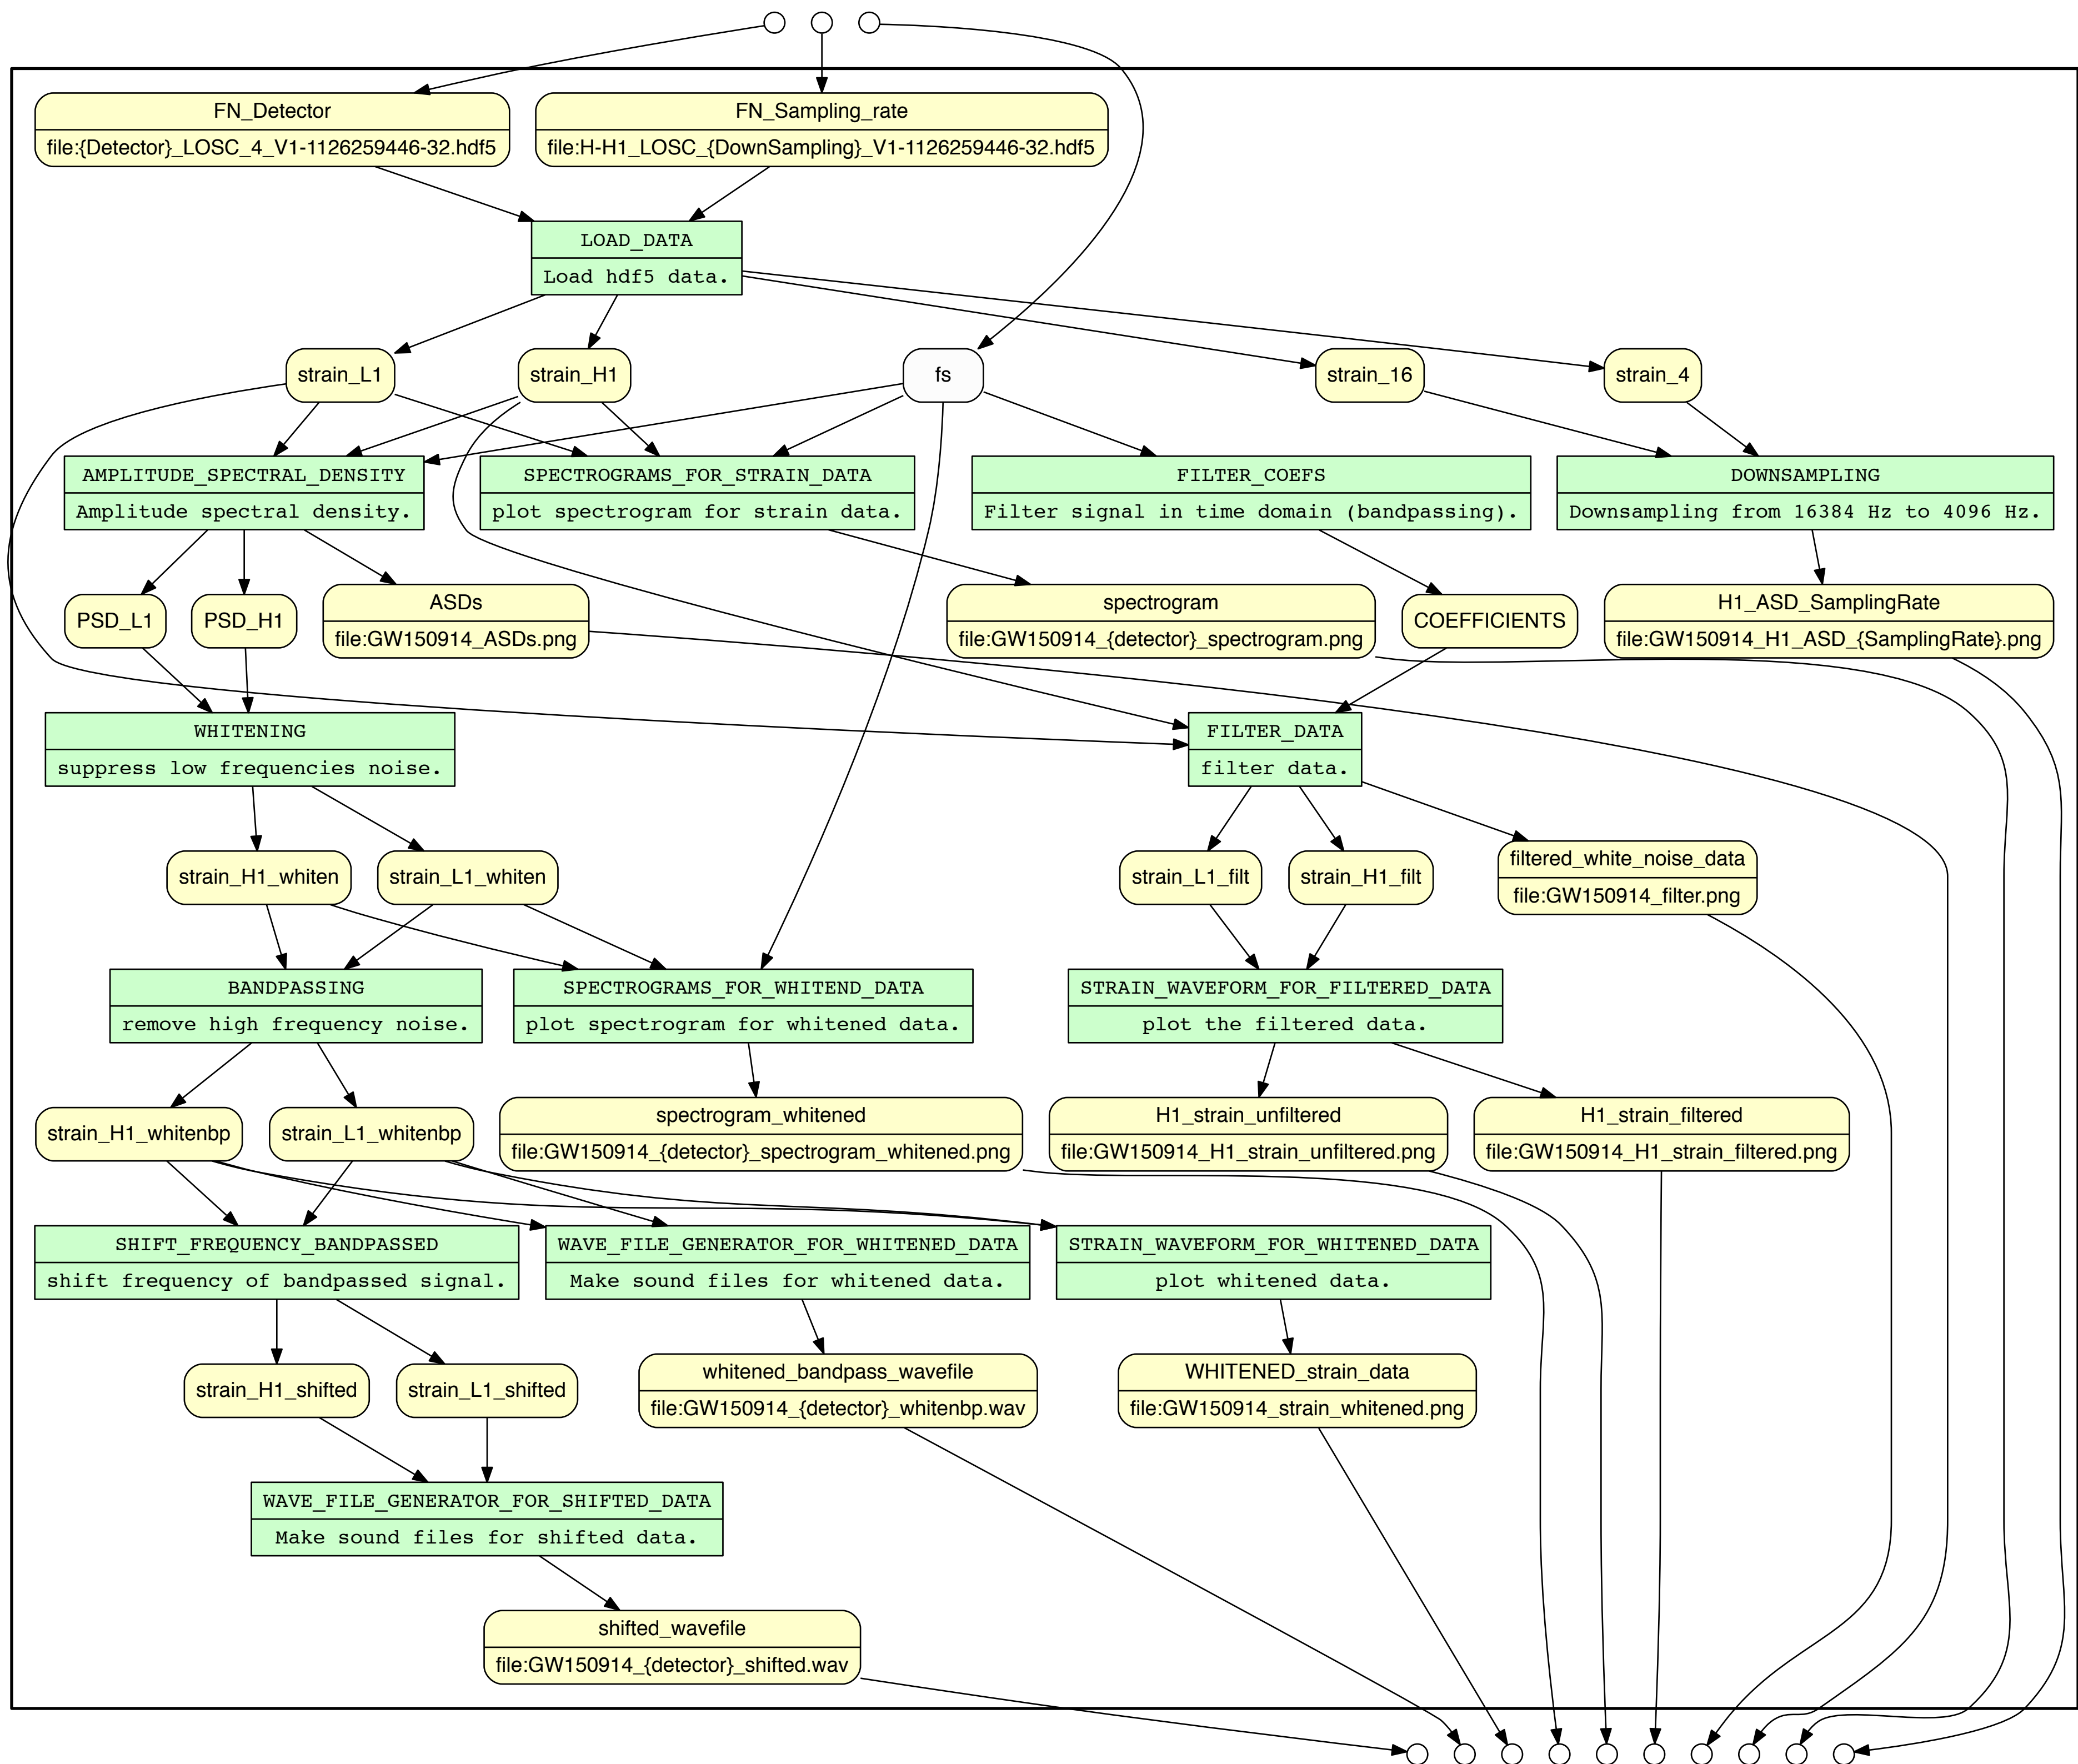 FN_Detector
file:{Detector}_LOSC_4_V1-1126259446-32.hdf5
FN_Sampling_rate
file:H-H1_LOSC_{DownSampling}_V1-1126259446-32.hdf5
LOAD_DATA
Load hdf5 data.
strain_L1
strain_H1
fs
strain_16
strain_4
AMPLITUDE_SPECTRAL_DENSITY
Amplitude spectral density.
SPECTROGRAMS_FOR_STRAIN_DATA
plot spectrogram for strain data.
FILTER_COEFS
Filter signal in time domain (bandpassing).
DOWNSAMPLING
Downsampling from 16384 Hz to 4096 Hz.
PSD_L1
PSD_H1
ASDs
file:GW150914_ASDs.png
spectrogram
file:GW150914_{detector}_spectrogram.png
COEFFICIENTS
H1_ASD_SamplingRate
file:GW150914_H1_ASD_{SamplingRate}.png
WHITENING
suppress low frequencies noise.
FILTER_DATA
filter data.
strain_H1_whiten
strain_L1_whiten
strain_L1_filt
strain_H1_filt
filtered_white_noise_data
file:GW150914_filter.png
BANDPASSING
remove high frequency noise.
SPECTROGRAMS_FOR_WHITEND_DATA
plot spectrogram for whitened data.
STRAIN_WAVEFORM_FOR_FILTERED_DATA
plot the filtered data.
strain_H1_whitenbp
strain_L1_whitenbp
spectrogram_whitened
file:GW150914_{detector}_spectrogram_whitened.png
H1_strain_unfiltered
file:GW150914_H1_strain_unfiltered.png
H1_strain_filtered
file:GW150914_H1_strain_filtered.png
SHIFT_FREQUENCY_BANDPASSED
shift frequency of bandpassed signal.
WAVE_FILE_GENERATOR_FOR_WHITENED_DATA
Make sound files for whitened data.
STRAIN_WAVEFORM_FOR_WHITENED_DATA
plot whitened data.
strain_H1_shifted
strain_L1_shifted
whitened_bandpass_wavefile
file:GW150914_{detector}_whitenbp.wav
WHITENED_strain_data
file:GW150914_strain_whitened.png
WAVE_FILE_GENERATOR_FOR_SHIFTED_DATA
Make sound files for shifted data.
shifted_wavefile
file:GW150914_{detector}_shifted.wav